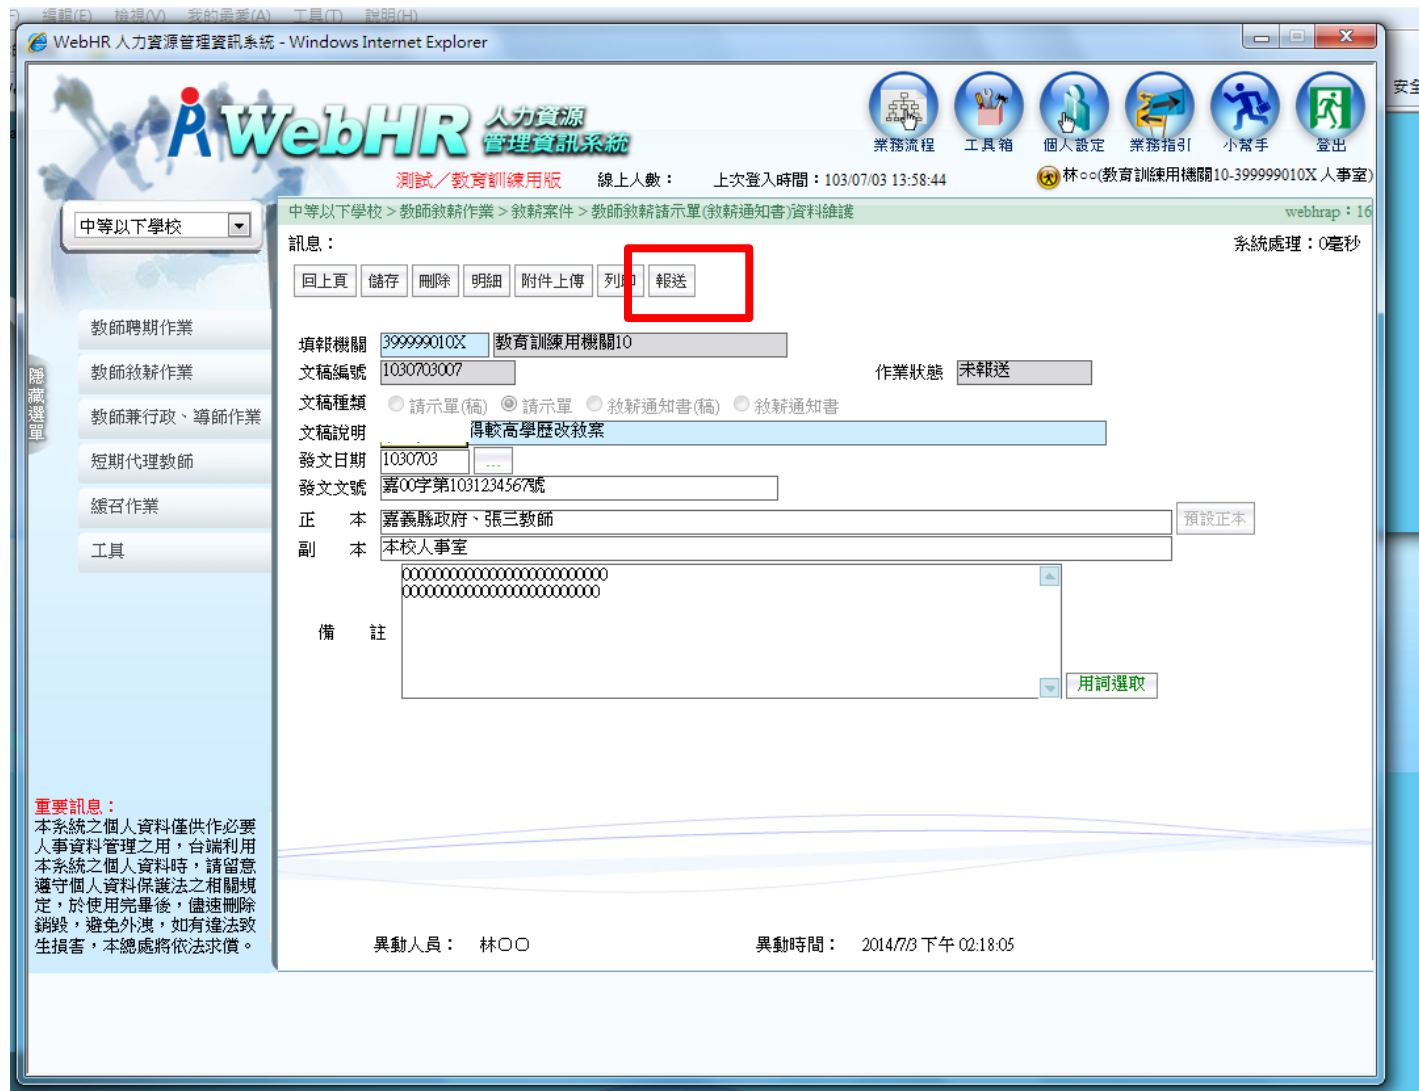 編輯(E) 檢視(V) 我的最愛(A) 工具(T) 說明(H)
WebHR 人力資源管理資訊系統 - Windows Internet Explorer
安全
WebHR 人力資源
管理資訊系統
業務流程 工具箱 個人設定 業務指引 小幫手 登出
測試／教育訓練用版 線上人數： 上次登入時間：103/07/03 13:58:44 林○○(教育訓練用機關10-399999010X 人事室)
中等以下學校
中等以下學校 > 教師敘薪作業 > 敘薪案件 > 教師敘薪請示單(敘薪通知書)資料維護 webhrap：16
訊息： 系統處理：0毫秒
回上頁 儲存 刪除 明細 附件上傳 列印 報送
教師聘期作業
教師敘薪作業
教師兼行政、導師作業
短期代理教師
緩召作業
工具
隱藏選單
填報機關 399999010X 教育訓練用機關10
文稿編號 1030703007 作業狀態 未報送
文稿種類 請示單(稿) 請示單 敘薪通知書(稿) 敘薪通知書
文稿說明 得較高學歷改敘案
發文日期 1030703 ...
發文文號 嘉00字第1031234567號
正 本 嘉義縣政府、張三教師 預設正本
副 本 本校人事室
備 註 0000000000000000000000000
000000000000000000000000
用詞選取
重要訊息：
本系統之個人資料僅供作必要
人事資料管理之用，台端利用
本系統之個人資料時，請留意
遵守個人資料保護法之相關規
定，於使用完畢後，儘速刪除
銷毀，避免外洩，如有違法致
生損害，本總處將依法求償。
異動人員： 林〇〇 異動時間： 2014/7/3 下午 02:18:05